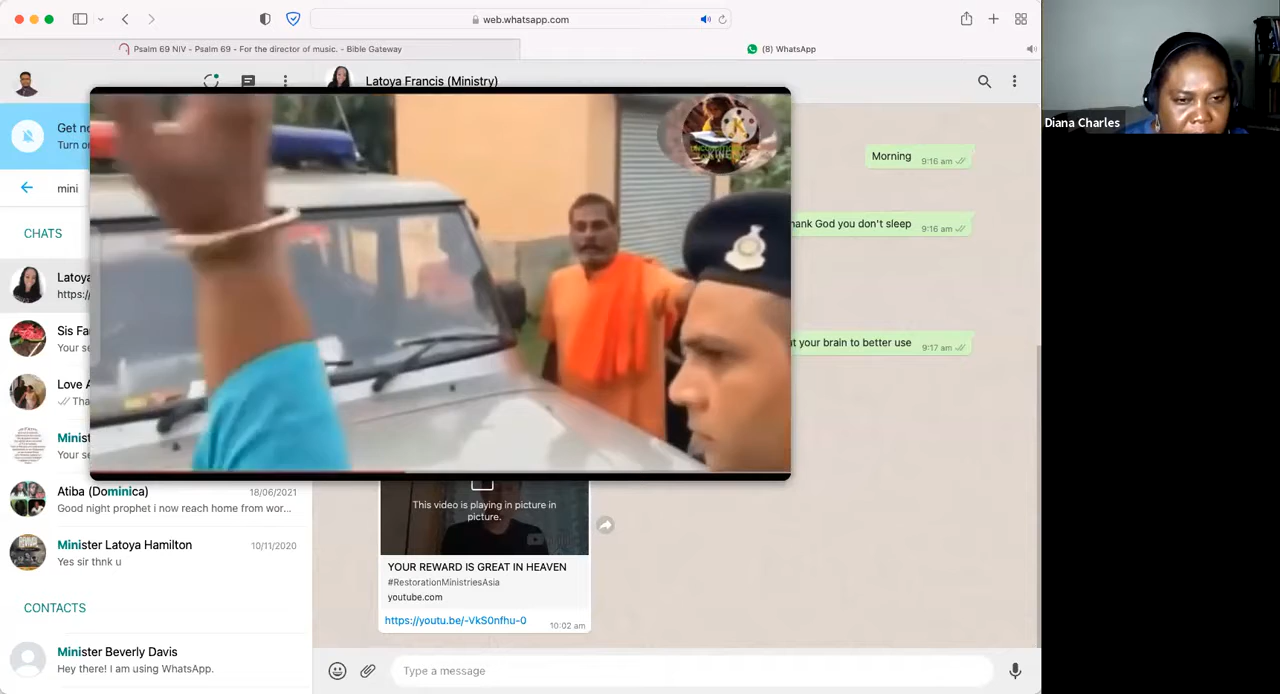 web.whatsapp.com
Psalm 69 NIV - Psalm 69 - For the director of music. - Bible Gateway
(8) WhatsApp
Latoya Francis (Ministry)
Diana Charles
Get no
Turn o
mini
CHATS
Latoya
https:/
Sis Fa
Your se
Love A
Tha
Minist
Your se
Atiba (Dominica)
18/06/2021
Good night prophet i now reach home from wor...
Minister Latoya Hamilton
10/11/2020
Yes sir thnk u
CONTACTS
Minister Beverly Davis
Hey there! I am using WhatsApp.
Morning
9:16 am
hank God you don't sleep
9:16 am
t your brain to better use
9:17 am
This video is playing in picture in
picture.
YOUR REWARD IS GREAT IN HEAVEN
#RestorationMinistriesAsia
youtube.com
https://youtu.be/-VkS0nfhu-0
10:02 am
Type a message